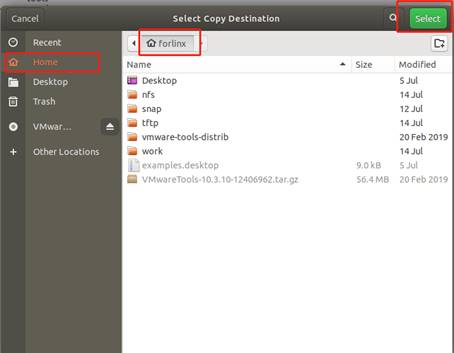 tools
Cancel Select Copy Destination Select
Recent
Home
Desktop
Trash
VMwar...
Other Locations
forlinx
Name Size Modified
Desktop 5 Jul
nfs 14 Jul
snap 12 Jul
tftp 14 Jul
vmware-tools-distrib 20 Feb 2019
work 14 Jul
examples.desktop 9.0 kB 5 Jul
VMwareTools-10.3.10-12406962.tar.gz 56.4 MB 20 Feb 2019